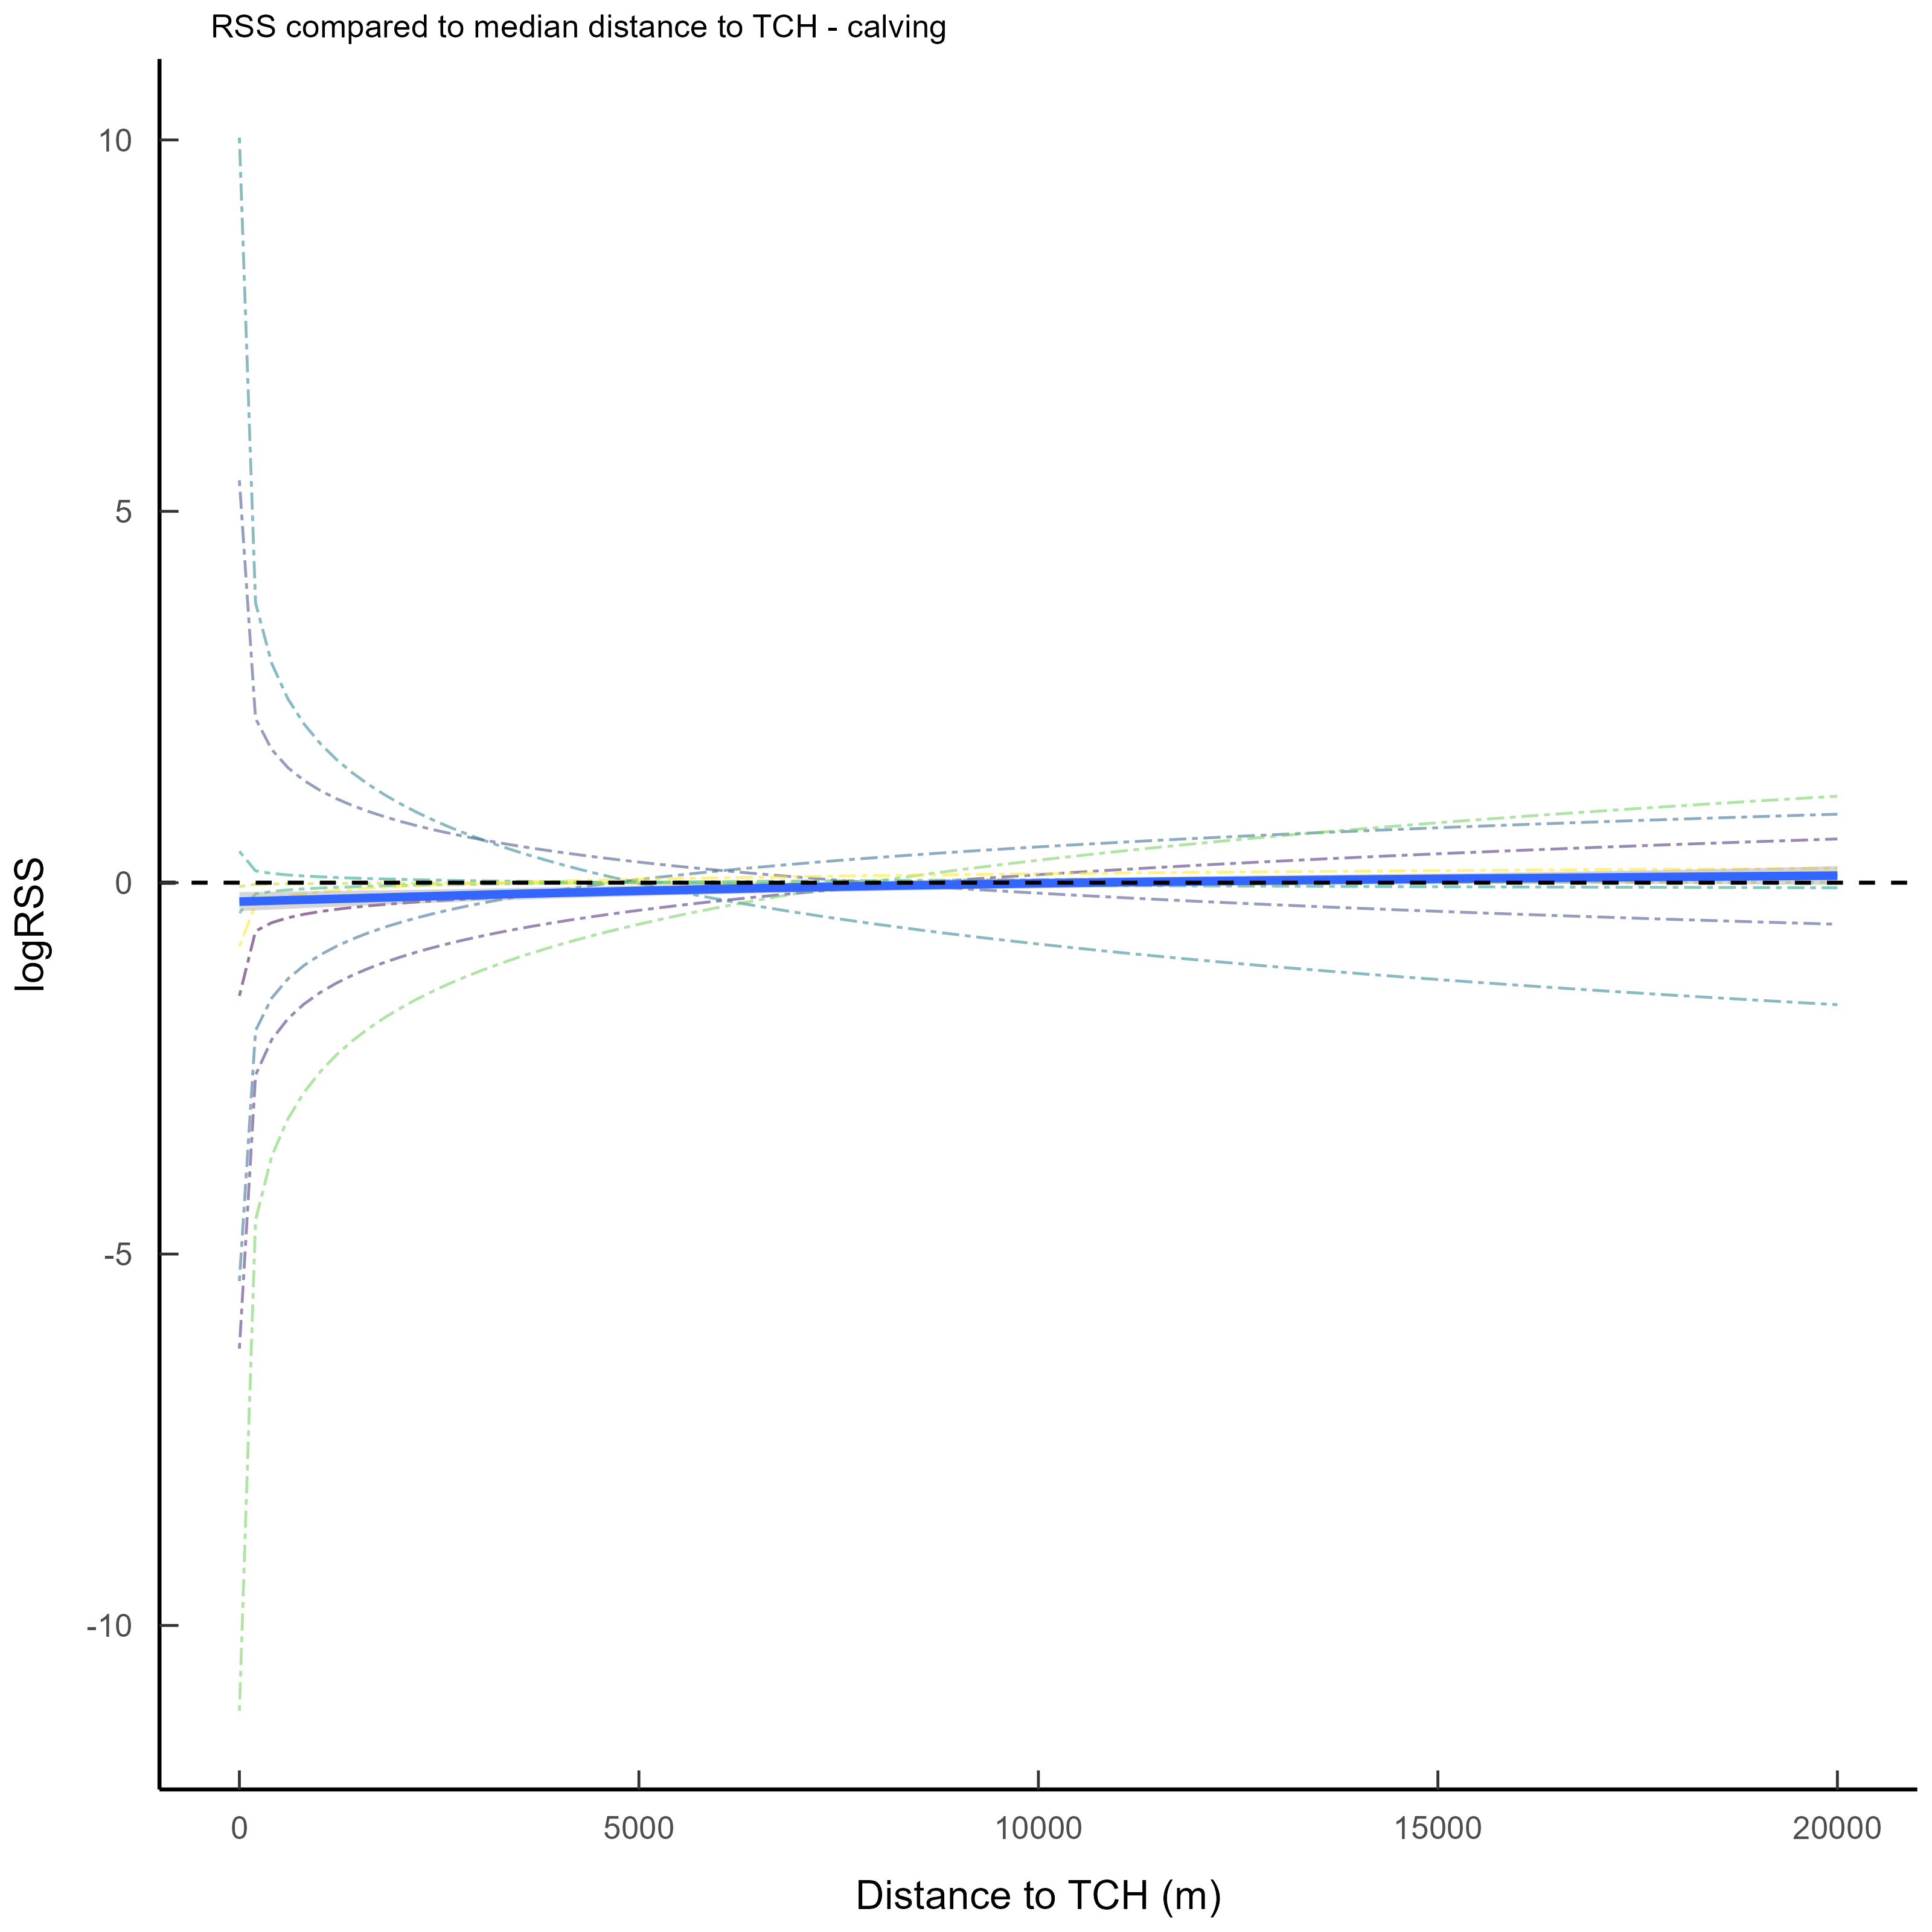 RSS compared to median distance to TCH - calving
10
5
0
-5
-10
logRSS
0 5000 10000 15000 20000
Distance to TCH (m)